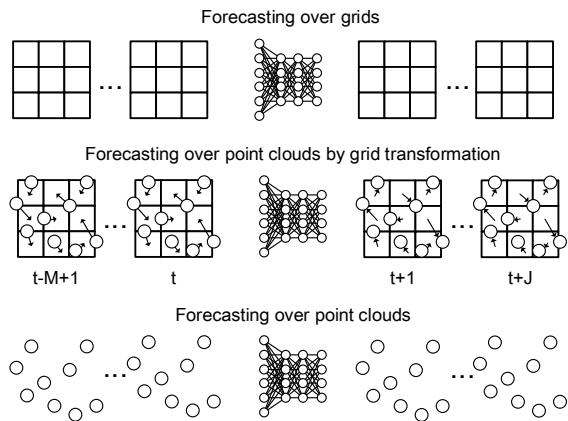 Forecasting over grids
... ...
Forecasting over point clouds by grid transformation
... ...
t-M+1 t t+1 t+J
Forecasting over point clouds
... ...